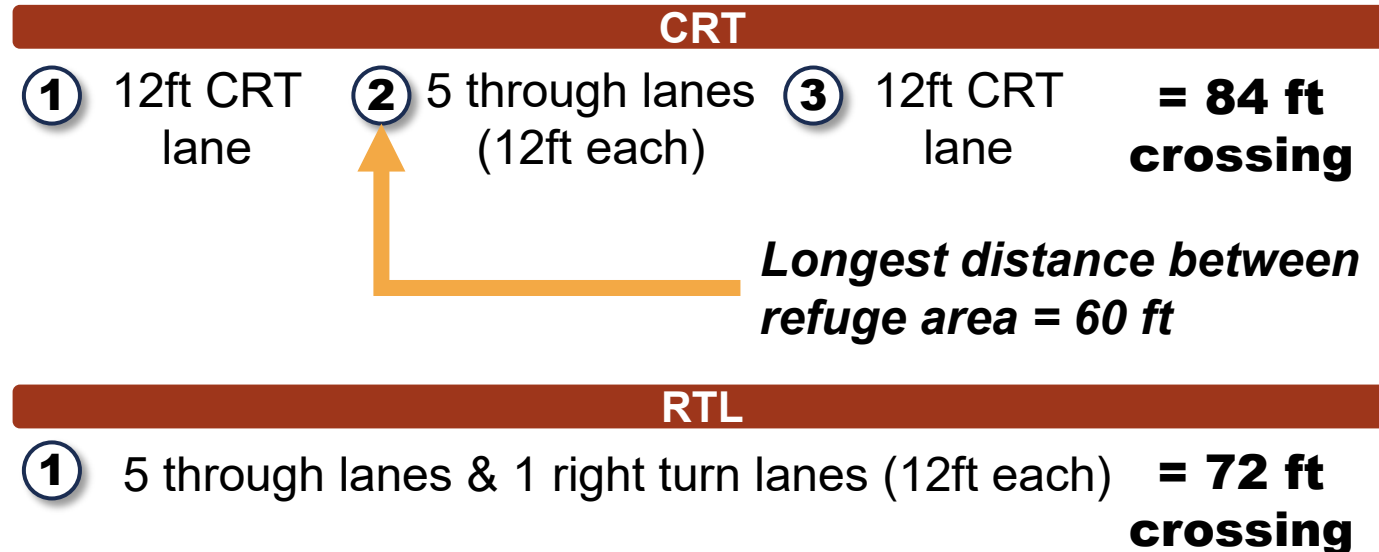 CRT
1 12ft CRT lane
2 5 through lanes (12ft each)
3 12ft CRT lane
= 84 ft crossing
Longest distance between
refuge area = 60 ft
RTL
1 5 through lanes & 1 right turn lanes (12ft each) = 72 ft
crossing